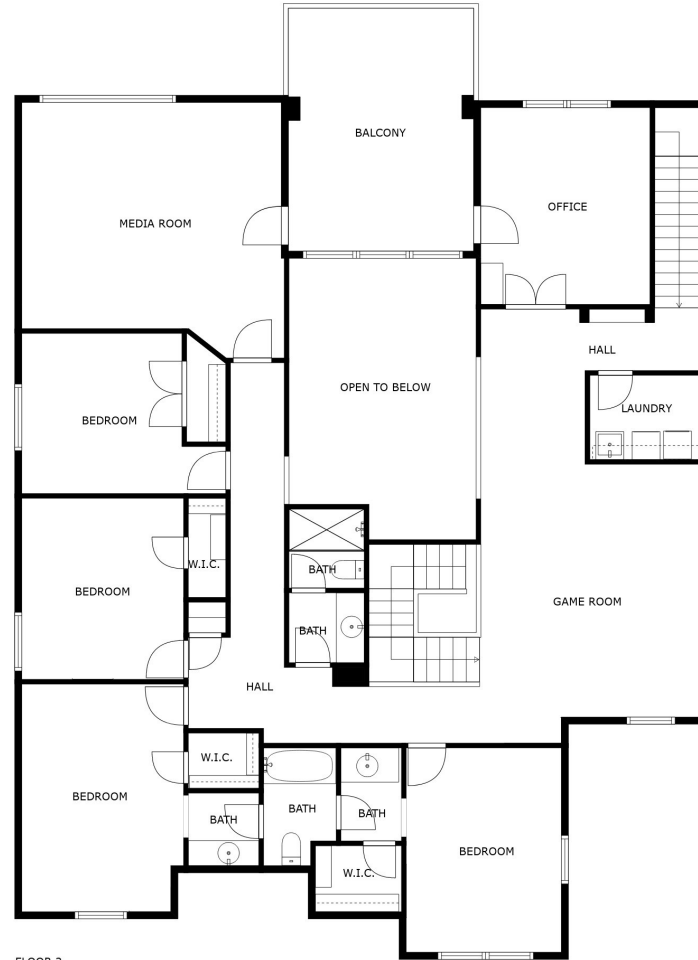 BALCONY
OFFICE
MEDIA ROOM
HALL
OPEN TO BELOW
LAUNDRY
BEDROOM
W.I.C.
BATH
BEDROOM
GAME ROOM
BATH
HALL
W.I.C.
BEDROOM
BATH
BATH
BATH
BEDROOM
W.I.C.